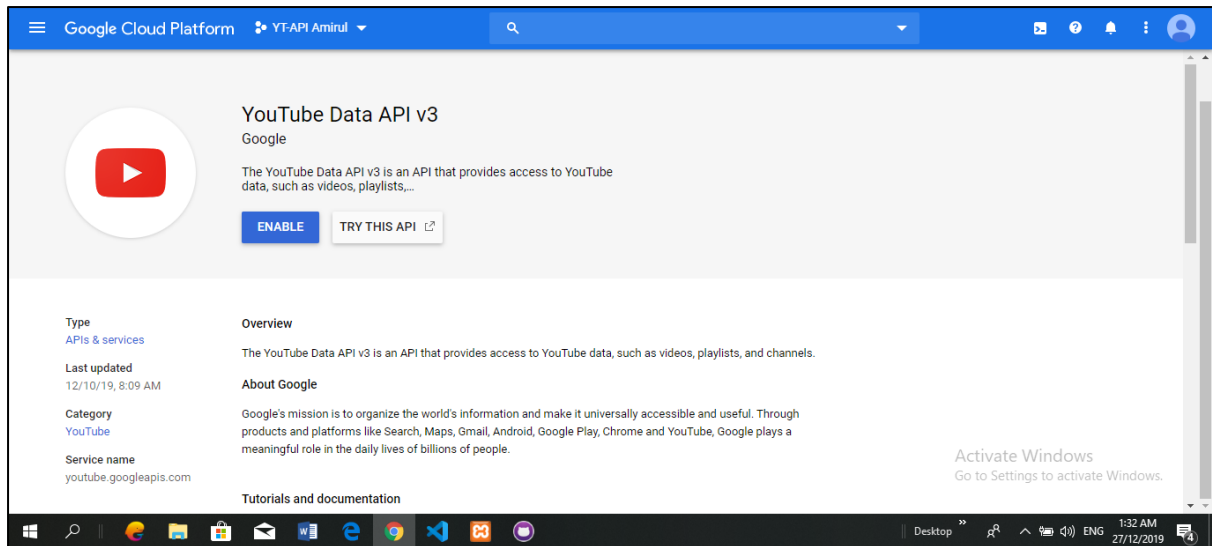 Google Cloud Platform
YT-API Amirul
YouTube Data API v3
Google
The YouTube Data API v3 is an API that provides access to YouTube
data, such as videos, playlists,...
ENABLE
TRY THIS API
Type
APIs & services
Last updated
12/10/19, 8:09 AM
Category
YouTube
Service name
youtube.googleapis.com
Overview
The YouTube Data API v3 is an API that provides access to YouTube data, such as videos, playlists, and channels.
About Google
Google's mission is to organize the world's information and make it universally accessible and useful. Through
products and platforms like Search, Maps, Gmail, Android, Google Play, Chrome and YouTube, Google plays a
meaningful role in the daily lives of billions of people.
Tutorials and documentation
Activate Windows
Go to Settings to activate Windows.
Desktop
ENG
1:32 AM
27/12/2019
4